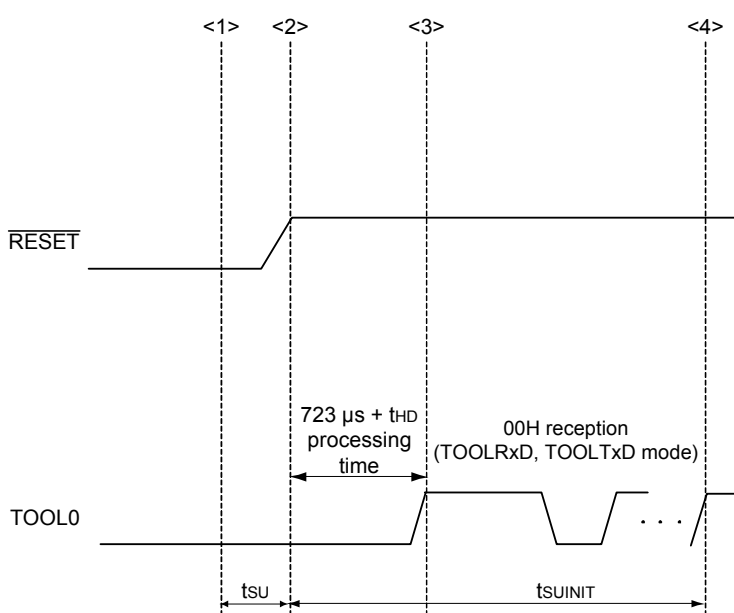 <1> <2> <3> <4>
RESET
723 µs + tHD
processing
time
00H reception
(TOOLRxD, TOOLTxD mode)
TOOL0
. . .
tSU tSUINIT